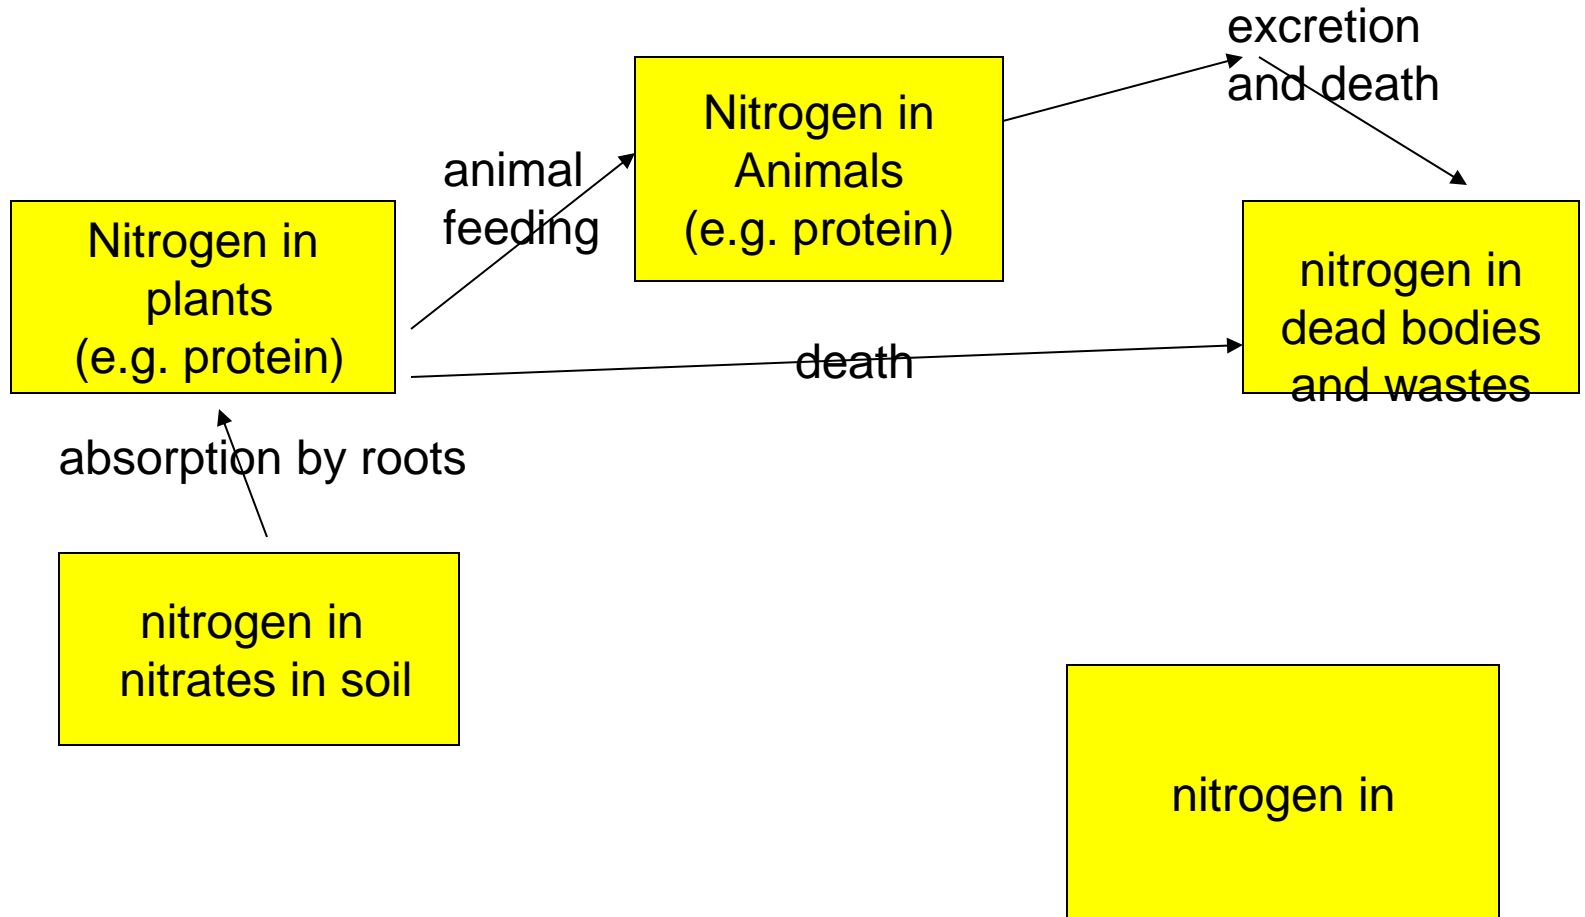 excretion
and death
Nitrogen in
Animals
(e.g. protein)
animal
feeding
Nitrogen in
plants
(e.g. protein)
nitrogen in
dead bodies
and wastes
death
absorption by roots
nitrogen in
nitrates in soil
nitrogen in